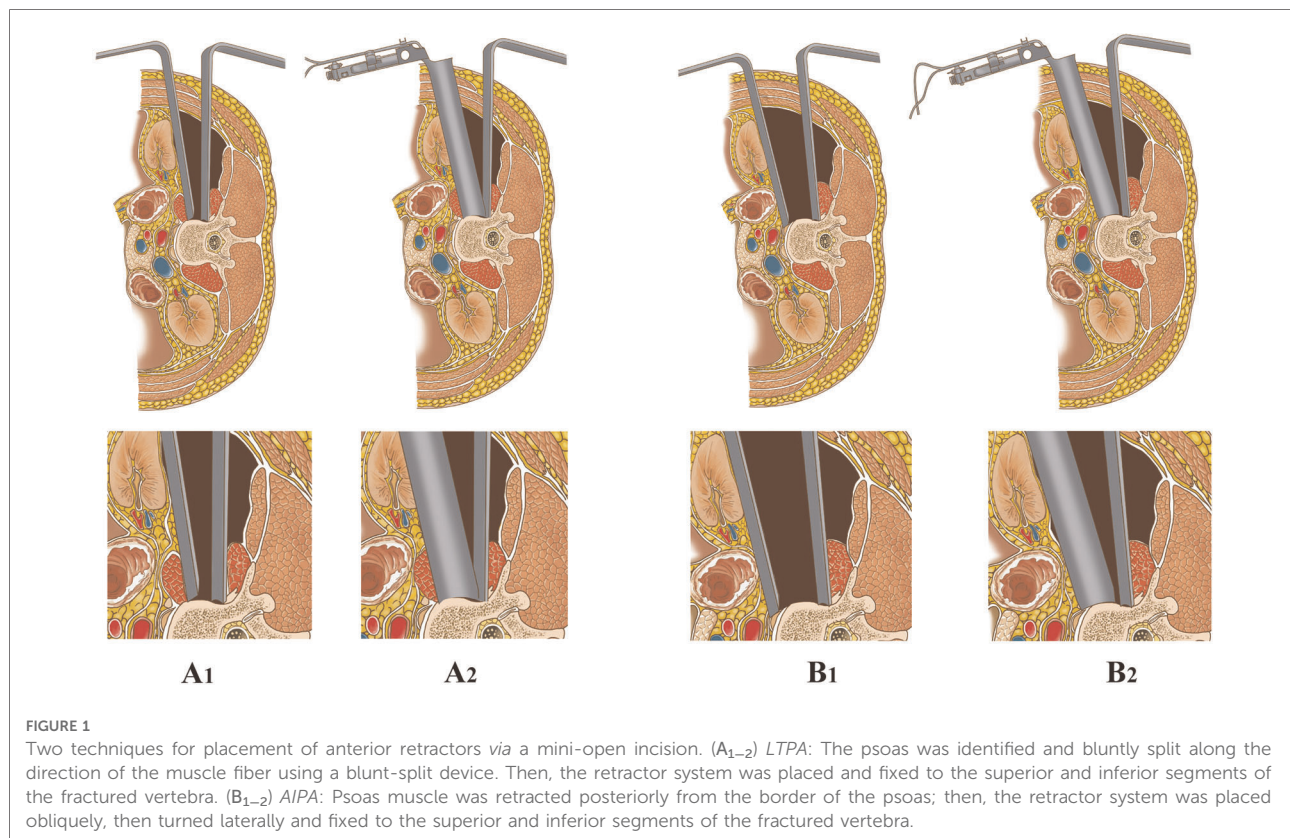 A1
A2
B1
B2
FIGURE 1
Two techniques for placement of anterior retractors via a mini-open incision. (A1–2) LTPA: The psoas was identified and bluntly split along the
direction of the muscle fiber using a blunt-split device. Then, the retractor system was placed and fixed to the superior and inferior segments of
the fractured vertebra. (B1–2) AIPA: Psoas muscle was retracted posteriorly from the border of the psoas; then, the retractor system was placed
obliquely, then turned laterally and fixed to the superior and inferior segments of the fractured vertebra.